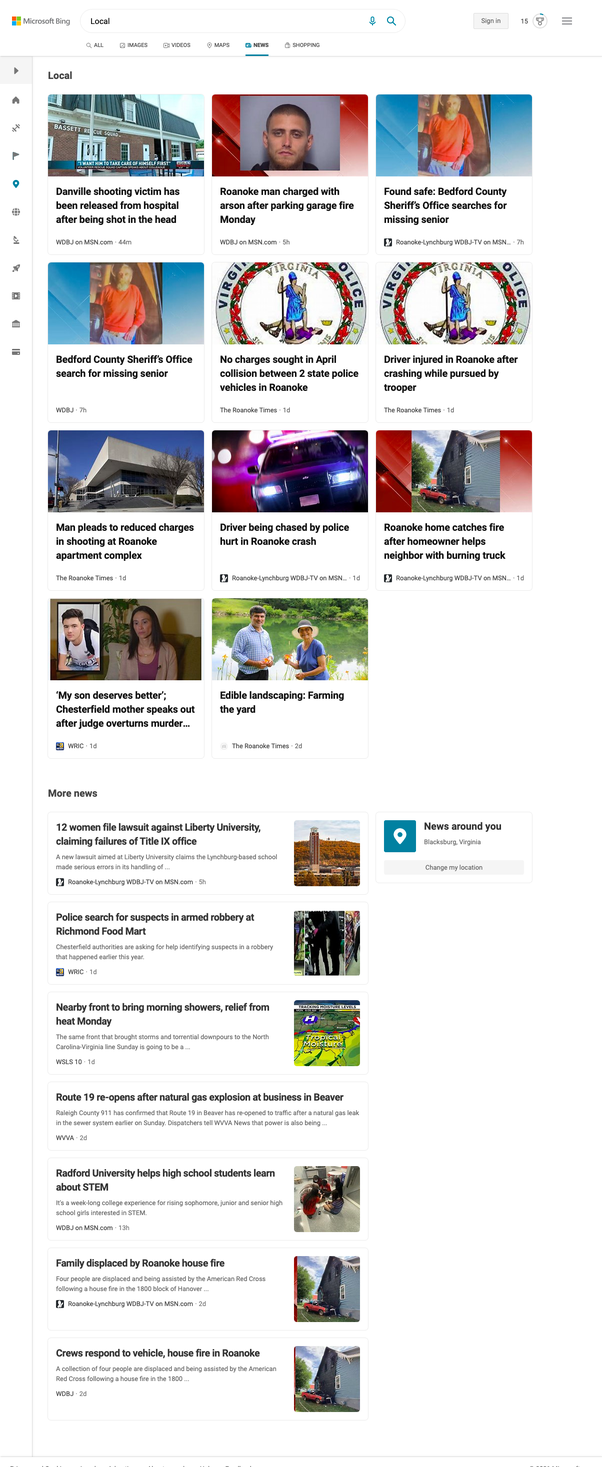 Microsoft Bing
Local
Sign in
15
ALL
IMAGES
VIDEOS
MAPS
NEWS
SHOPPING
Local
BASSETT RESCUE SQUAD
"I WANT HIM TO TAKE CARE OF HIMSELF FIRST"
Danville shooting victim has
been released from hospital
after being shot in the head
WDBJ on MSN.com · 44m
Roanoke man charged with
arson after parking garage fire
Monday
WDBJ on MSN.com · 5h
Found safe: Bedford County
Sheriff's Office searches for
missing senior
Roanoke-Lynchburg WDBJ-TV on MSN... · 7h
Bedford County Sheriff's Office
search for missing senior
WDBJ · 7h
VIRGINIA
No charges sought in April
collision between 2 state police
vehicles in Roanoke
The Roanoke Times · 1d
VIRGINIA
Driver injured in Roanoke after
crashing while pursued by
trooper
The Roanoke Times · 1d
Man pleads to reduced charges
in shooting at Roanoke
apartment complex
The Roanoke Times · 1d
Driver being chased by police
hurt in Roanoke crash
Roanoke-Lynchburg WDBJ-TV on MSN... · 1d
Roanoke home catches fire
after homeowner helps
neighbor with burning truck
Roanoke-Lynchburg WDBJ-TV on MSN... · 1d
'My son deserves better';
Chesterfield mother speaks out
after judge overturns murder...
WRIC · 1d
Edible landscaping: Farming
the yard
The Roanoke Times · 2d
More news
12 women file lawsuit against Liberty University,
claiming failures of Title IX office
A new lawsuit aimed at Liberty University claims the Lynchburg-based school
made serious errors in its handling of ...
Roanoke-Lynchburg WDBJ-TV on MSN.com · 5h
News around you
Blacksburg, Virginia
Change my location
Police search for suspects in armed robbery at
Richmond Food Mart
Chesterfield authorities are asking for help identifying suspects in a robbery
that happened earlier this year.
WRIC · 1d
Nearby front to bring morning showers, relief from
heat Monday
The same front that brought storms and torrential downpours to the North
Carolina-Virginia line Sunday is going to be a ...
WSLS 10 · 1d
TRACKING MOISTURE LEVELS
H
Tropical
Moisture
Route 19 re-opens after natural gas explosion at business in Beaver
Raleigh County 911 has confirmed that Route 19 in Beaver has re-opened to traffic after a natural gas leak
in the sewer system earlier on Sunday. Dispatchers tell WVVA News that power is also being ...
WVVA · 2d
Radford University helps high school students learn
about STEM
It's a week-long college experience for rising sophomore, junior and senior high
school girls interested in STEM.
WDBJ on MSN.com · 13h
Family displaced by Roanoke house fire
Four people are displaced and being assisted by the American Red Cross
following a house fire in the 1800 block of Hanover ...
Roanoke-Lynchburg WDBJ-TV on MSN.com · 2d
Crews respond to vehicle, house fire in Roanoke
A collection of four people are displaced and being assisted by the American
Red Cross following a house fire in the 1800 ...
WDBJ · 2d